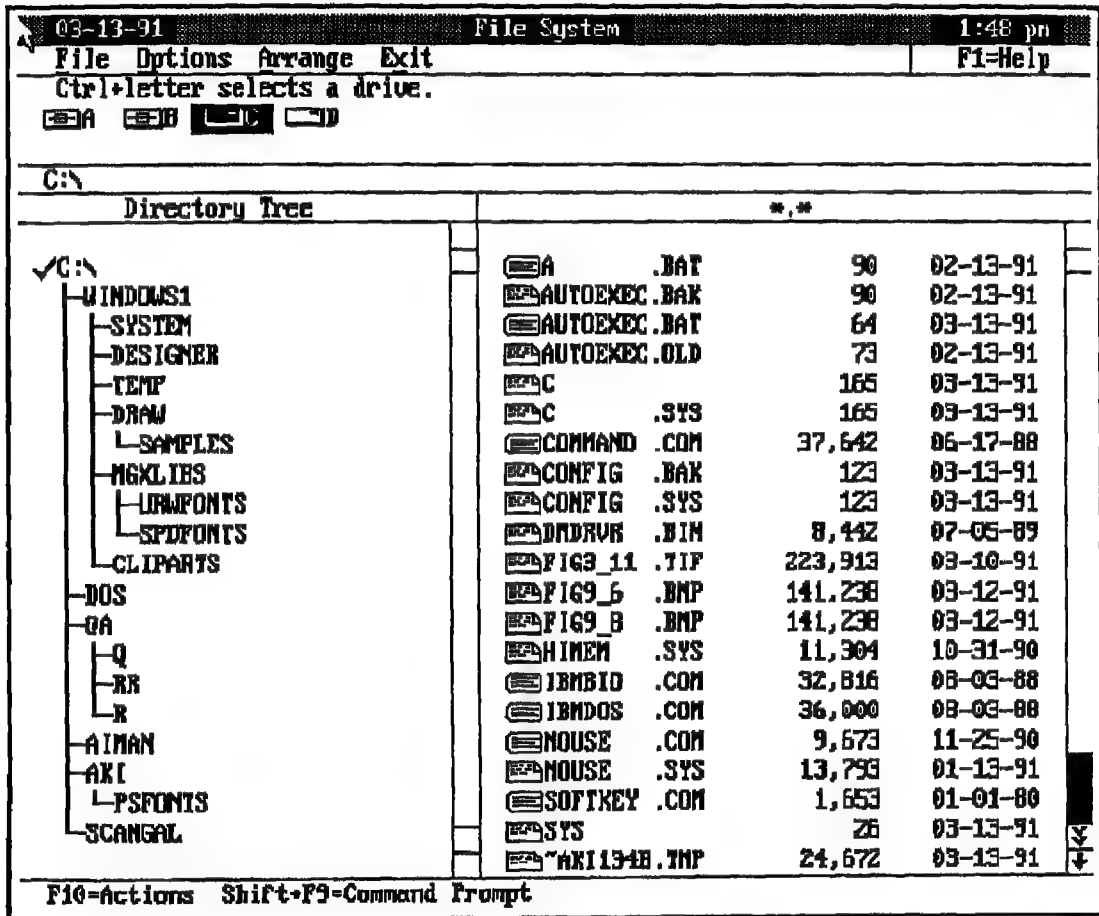 03-13-91 File System 1:48 pm
File Options Arrange Exit F1=Help
Ctrl+letter selects a drive.
A B C D
C:\
Directory Tree *.*
C:\
WINDOWS1
SYSTEM
DESIGNER
TEMP
DRAW
SAMPLES
MGXLIBS
URWFONTS
SPDFONTS
CLIPARTS
DOS
QA
Q
RR
R
AIMAN
AKI
PSFONTS
SCANGAL
A .BAT 90 02-13-91
AUTOEXEC.BAK 90 02-13-91
AUTOEXEC.BAT 64 03-13-91
AUTOEXEC.OLD 73 02-13-91
C 165 03-13-91
C .SYS 165 03-13-91
COMMAND .COM 37,642 06-17-88
CONFIG .BAK 123 03-13-91
CONFIG .SYS 123 03-13-91
DMDRVR .BIN 8,442 07-05-89
FIG3_11 .TIF 223,913 03-10-91
FIG9_6 .BMP 141,238 03-12-91
FIG9_8 .BMP 141,238 03-12-91
HIMEM .SYS 11,304 10-31-90
IBMBIO .COM 32,816 08-03-88
IBMDOS .COM 36,000 08-03-88
MOUSE .COM 9,673 11-25-90
MOUSE .SYS 13,793 01-13-91
SOFTKEY .COM 1,653 01-01-80
SYS 26 03-13-91
~AKI134B.TMP 24,672 03-13-91
F10=Actions Shift+F9=Command Prompt